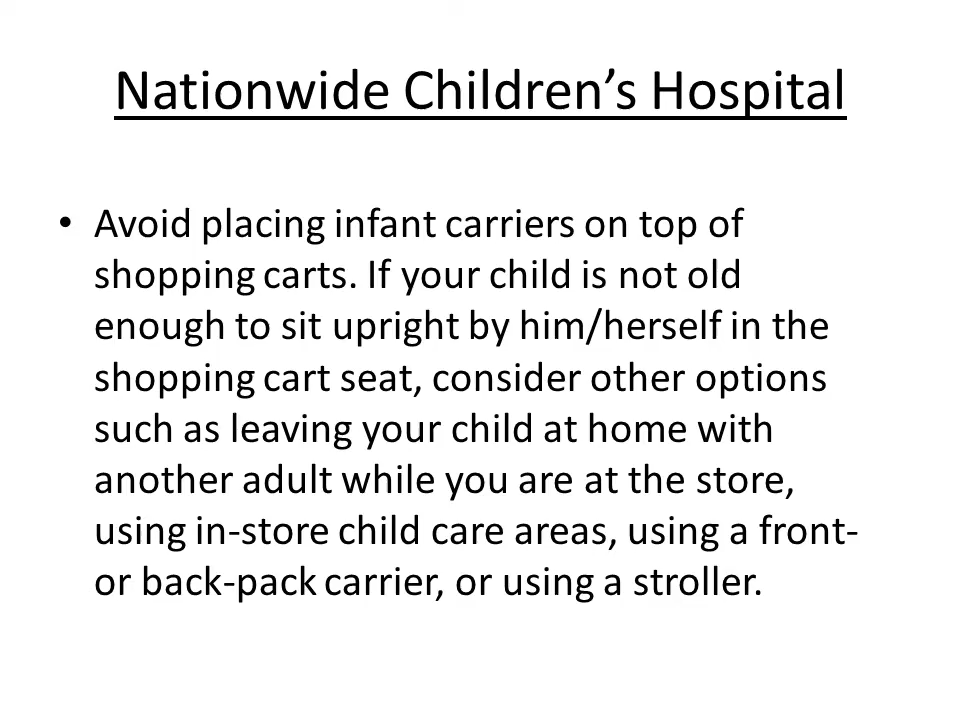 Nationwide Children’s Hospital
• Avoid placing infant carriers on top of
shopping carts. If your child is not old
enough to sit upright by him/herself in the
shopping cart seat, consider other options
such as leaving your child at home with
another adult while you are at the store,
using in-store child care areas, using a front-
or back-pack carrier, or using a stroller.